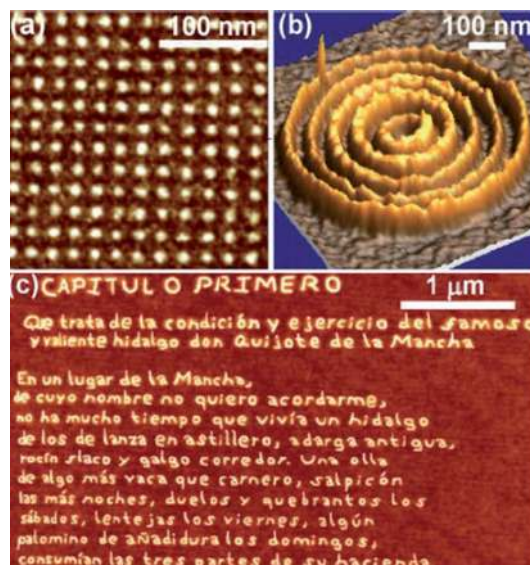 (a) 100 nm
(b) 100 nm
(c) CAPITULO PRIMERO
1 μm
Que trata de la condición y ejercicio del famos
y valiente hidalgo don Quijote de la Mancha
En un lugar de la Mancha,
de cuyo nombre no quiero acordarme,
no ha mucho tiempo que vivía un hidalgo
de los de lanza en astillero, adarga antigua,
rocín flaco y galgo corredor. Una olla
de algo más vaca que carnero, salpicón
las más noches, duelos y quebrantos los
sábados, lentejas los viernes, algún
palomino de añadidura los domingos,
consumían las tres partes de su hacienda